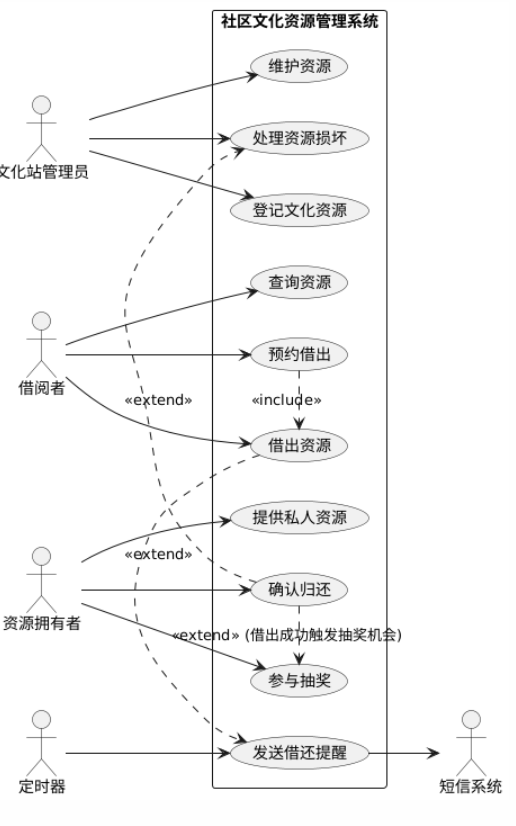 社区文化资源管理系统
维护资源
处理资源损坏
文化站管理员
登记文化资源
查询资源
预约借出
借阅者
«extend»
«include»
借出资源
提供私人资源
«extend»
确认归还
资源拥有者
«extend» (借出成功触发抽奖机会)
参与抽奖
发送借还提醒
定时器
短信系统